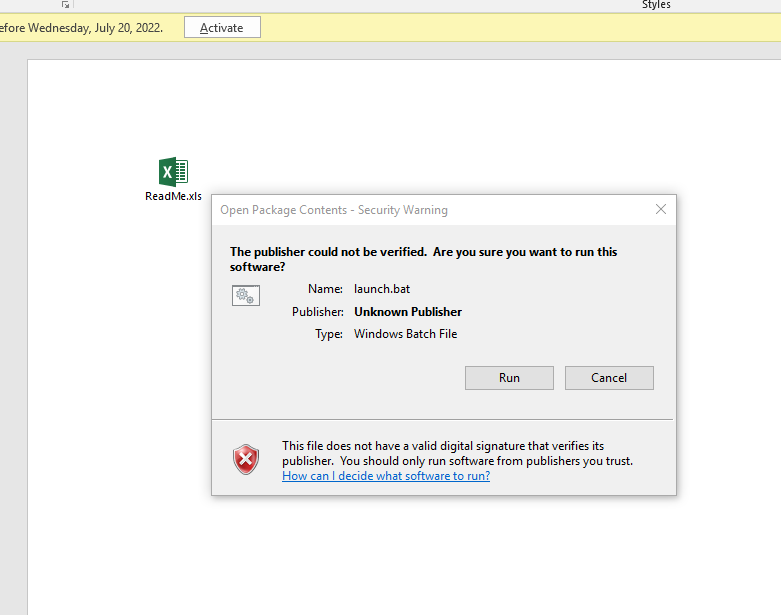 Styles
efore Wednesday, July 20, 2022. Activate
ReadMe.xls
Open Package Contents - Security Warning
The publisher could not be verified.  Are you sure you want to run this
software?
Name: launch.bat
Publisher: Unknown Publisher
Type: Windows Batch File
Run Cancel
This file does not have a valid digital signature that verifies its
publisher.  You should only run software from publishers you trust.
How can I decide what software to run?